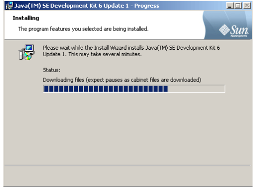 Java(TM) SE Development Kit 6 Update 1 - Progress
Installing
The program features you selected are being installed.
Sun
Please wait while the Install Wizard installs Java(TM) SE Development Kit 6
Update 1. This may take several minutes.
Status:
Downloading files (expect pauses as cabinet files are downloaded)